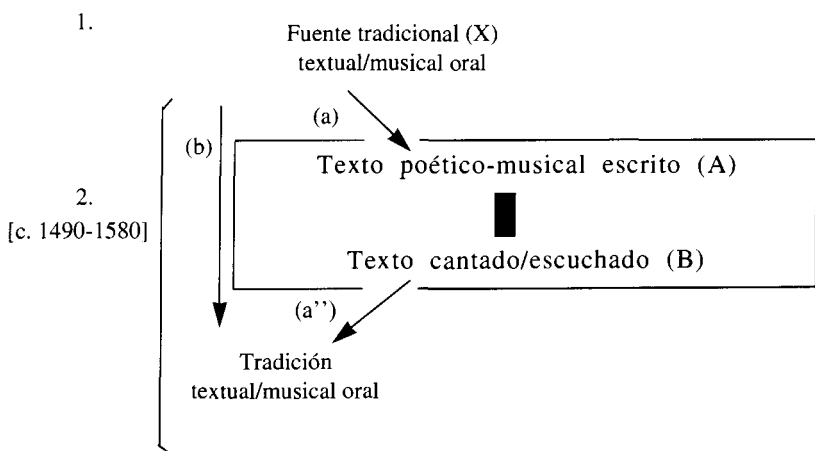 1.
Fuente tradicional (X)
textual/musical oral
(a)
(b)
Texto poético-musical escrito (A)
2.
[c. 1490-1580]
Texto cantado/escuchado (B)
(a’’)
Tradición
textual/musical oral